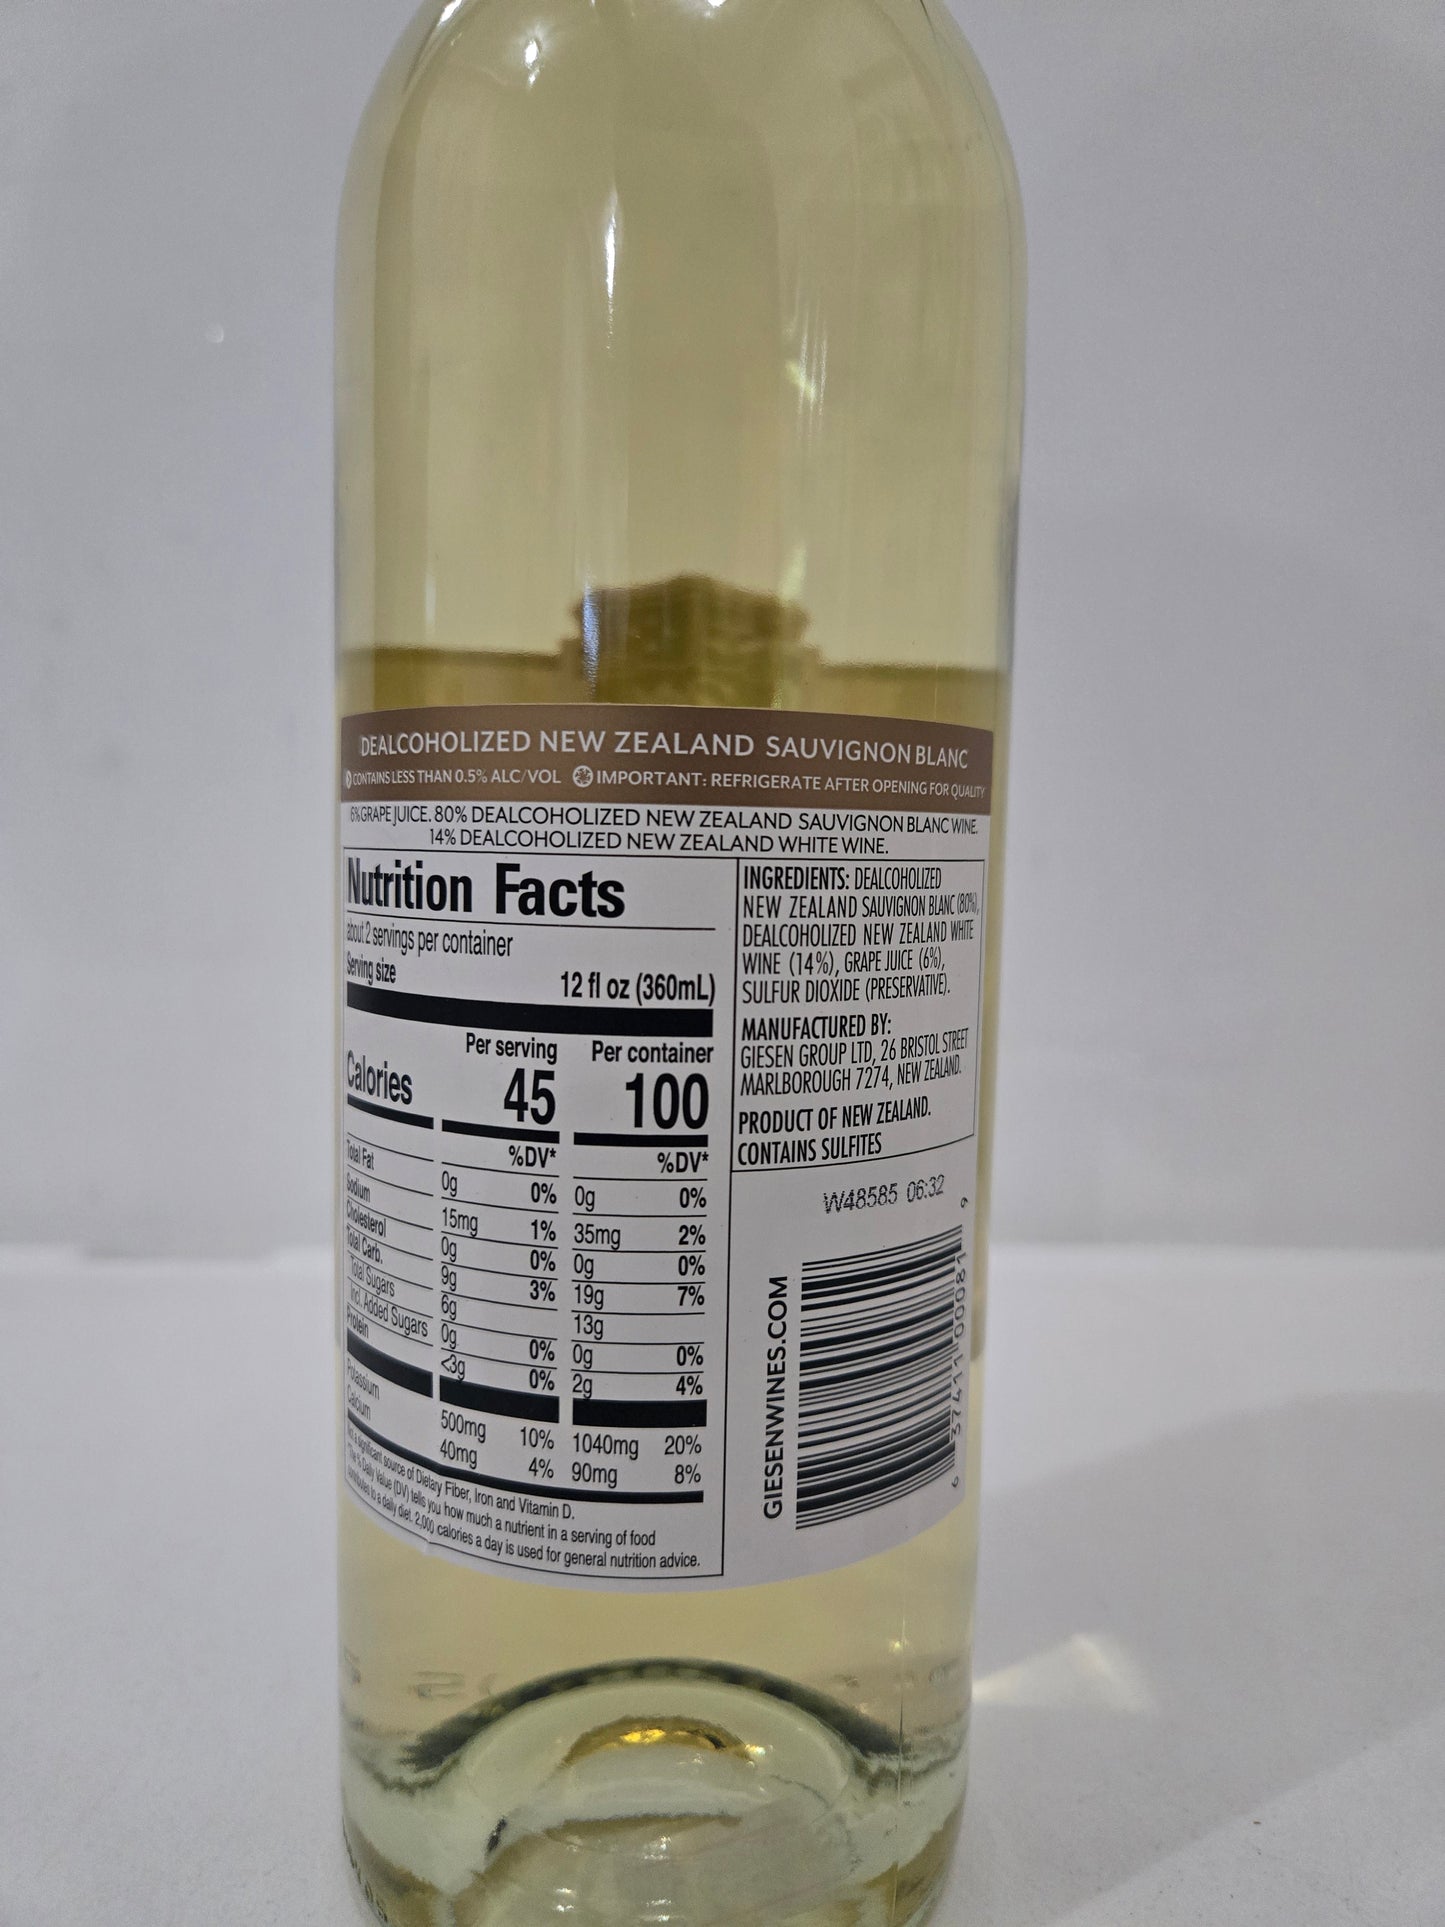 DEALCOHOLIZED NEW ZEALAND SAUVIGNON BLANC
CONTAINS LESS THAN 0.5% ALC/VOL IMPORTANT: REFRIGERATE AFTER OPENING FOR QUALITY
6% GRAPE JUICE. 80% DEALCOHOLIZED NEW ZEALAND SAUVIGNON BLANC WINE.
14% DEALCOHOLIZED NEW ZEALAND WHITE WINE.
Nutrition Facts
about 2 servings per container
Serving size 12 fl oz (360mL)
Per serving Per container
Calories 45 100
%DV* %DV*
Total Fat 0g 0% 0g 0%
Sodium 15mg 1% 35mg 2%
Cholesterol 0g 0% 0g 0%
Total Carb. 9g 3% 19g 7%
Total Sugars 6g 13g
Incl. Added Sugars 0g 0% 0g 0%
Protein <3g 0% 2g 4%
Potassium 500mg 10% 1040mg 20%
Calcium 40mg 4% 90mg 8%
Not a significant source of Dietary Fiber, Iron and Vitamin D.
*The % Daily Value (DV) tells you how much a nutrient in a serving of food
contributes to a daily diet. 2,000 calories a day is used for general nutrition advice.
INGREDIENTS: DEALCOHOLIZED
NEW ZEALAND SAUVIGNON BLANC (80%),
DEALCOHOLIZED NEW ZEALAND WHITE
WINE (14%), GRAPE JUICE (6%),
SULFUR DIOXIDE (PRESERVATIVE).
MANUFACTURED BY:
GIESEN GROUP LTD, 26 BRISTOL STREET
MARLBOROUGH 7274, NEW ZEALAND.
PRODUCT OF NEW ZEALAND.
CONTAINS SULFITES
W48585 06:32
GIESENWINES.COM
9 37411 00081 9